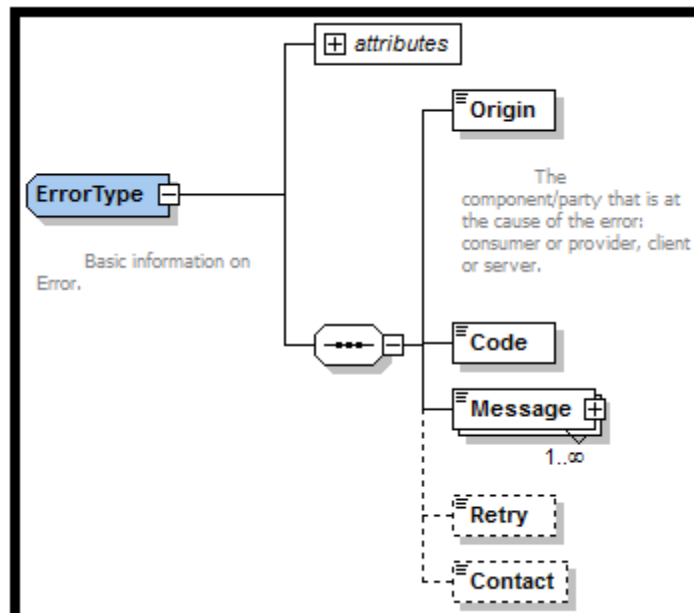 attributes
Origin
The
component/party that is at
the cause of the error:
consumer or provider, client
or server.
ErrorType
Basic information on
Error.
Code
Message
1..∞
Retry
Contact